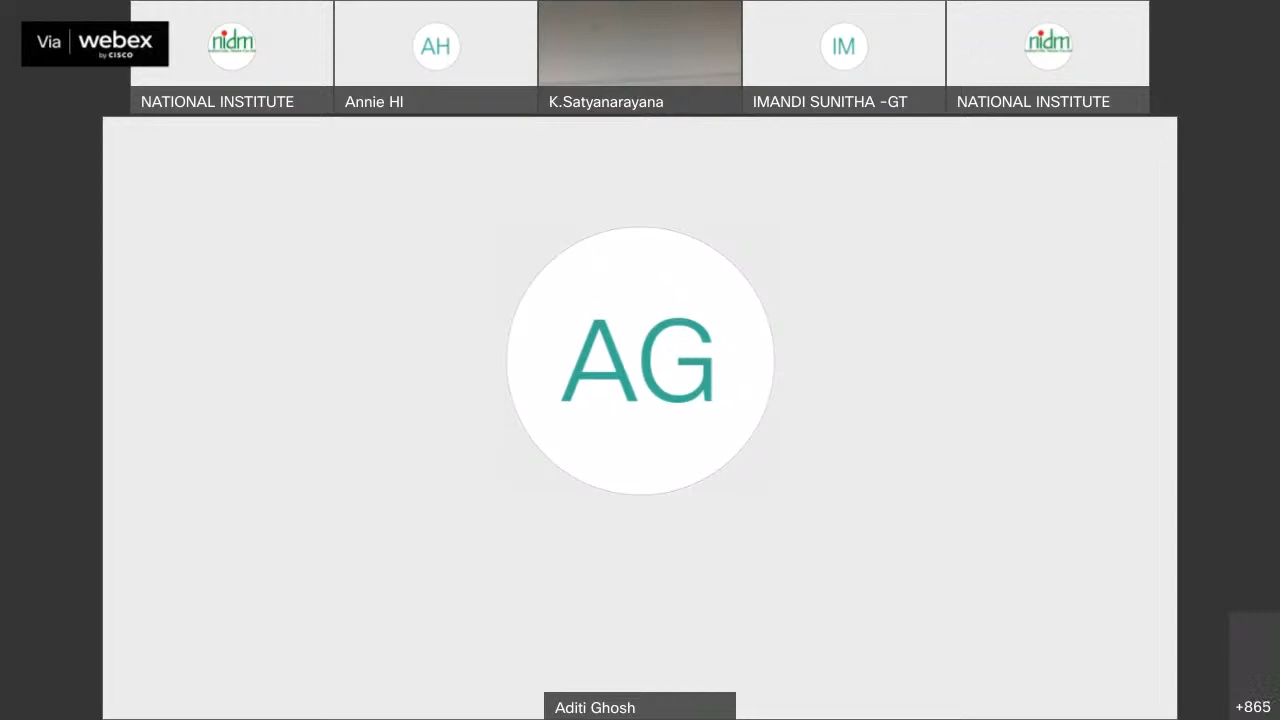 Via webex
by CISCO
nidm
AH
IM
nidm
NATIONAL INSTITUTE
Annie HI
K.Satyanarayana
IMANDI SUNITHA -GT
NATIONAL INSTITUTE
AG
Aditi Ghosh
+865